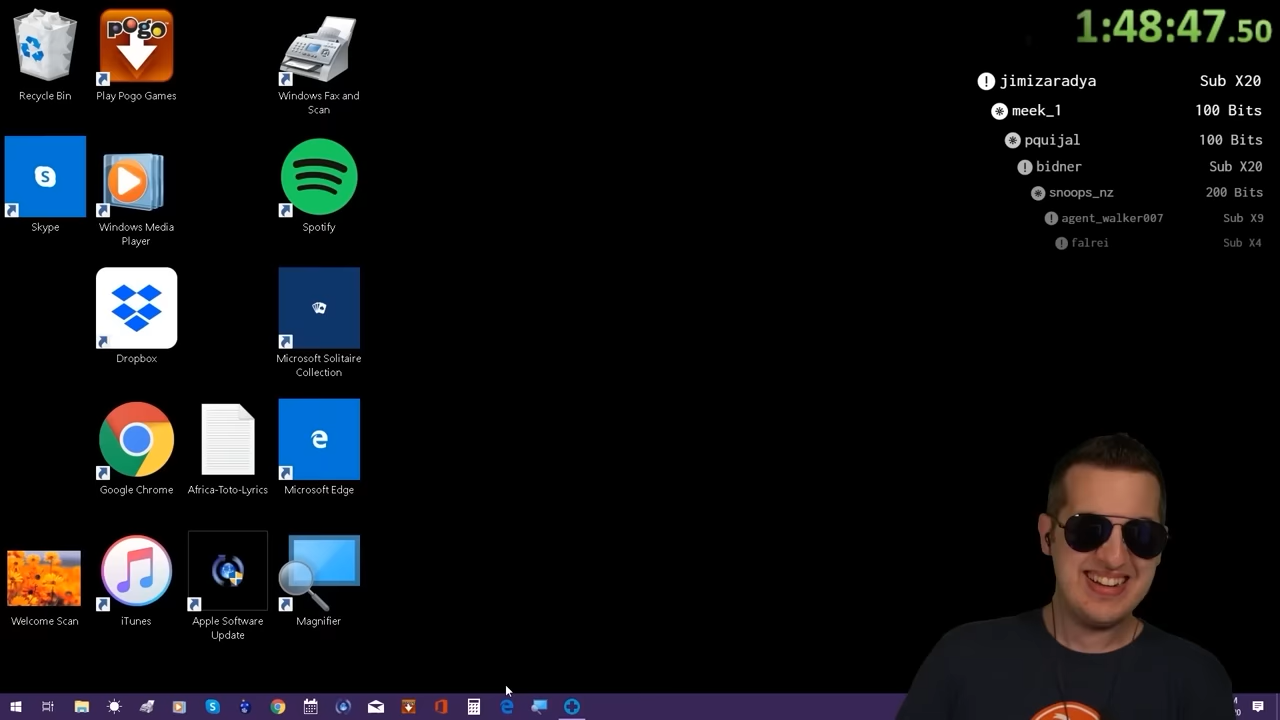 1:48:47.50
jimizaradya Sub X20
meek_1 100 Bits
pquijal 100 Bits
bidner Sub X20
snoops_nz 200 Bits
agent_walker007 Sub X9
falrei Sub X4
Recycle Bin
pogo
Play Pogo Games
Windows Fax and
Scan
Skype
Windows Media
Player
Spotify
Dropbox
Microsoft Solitaire
Collection
Google Chrome
Africa-Toto-Lyrics
Microsoft Edge
Welcome Scan
iTunes
Apple Software
Update
Magnifier